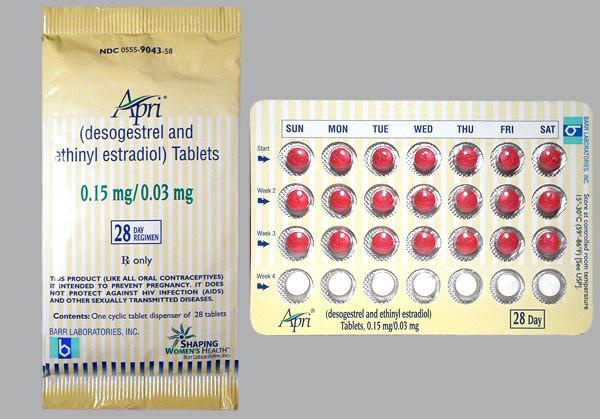 NDC 0555-9043-58
Apri®
(desogestrel and
ethinyl estradiol) Tablets
0.15 mg/0.03 mg
28 DAY
REGIMEN
℞ only
THIS PRODUCT (LIKE ALL ORAL CONTRACEPTIVES)
IS INTENDED TO PREVENT PREGNANCY. IT DOES
NOT PROTECT AGAINST HIV INFECTION (AIDS)
AND OTHER SEXUALLY TRANSMITTED DISEASES.
Contents: One cyclic tablet dispenser of 28 tablets
BARR LABORATORIES, INC.
b
SHAPING
WOMEN'S HEALTH™
Barr Laboratories, Inc.
SUN MON TUE WED THU FRI SAT
Start
Week 2
Week 3
Week 4
Apri®
(desogestrel and ethinyl estradiol)
Tablets, 0.15 mg/0.03 mg
28 Day
b
BARR LABORATORIES, INC.
Store at controlled room temperature
15°-30°C (59°-86°F) [See USP].